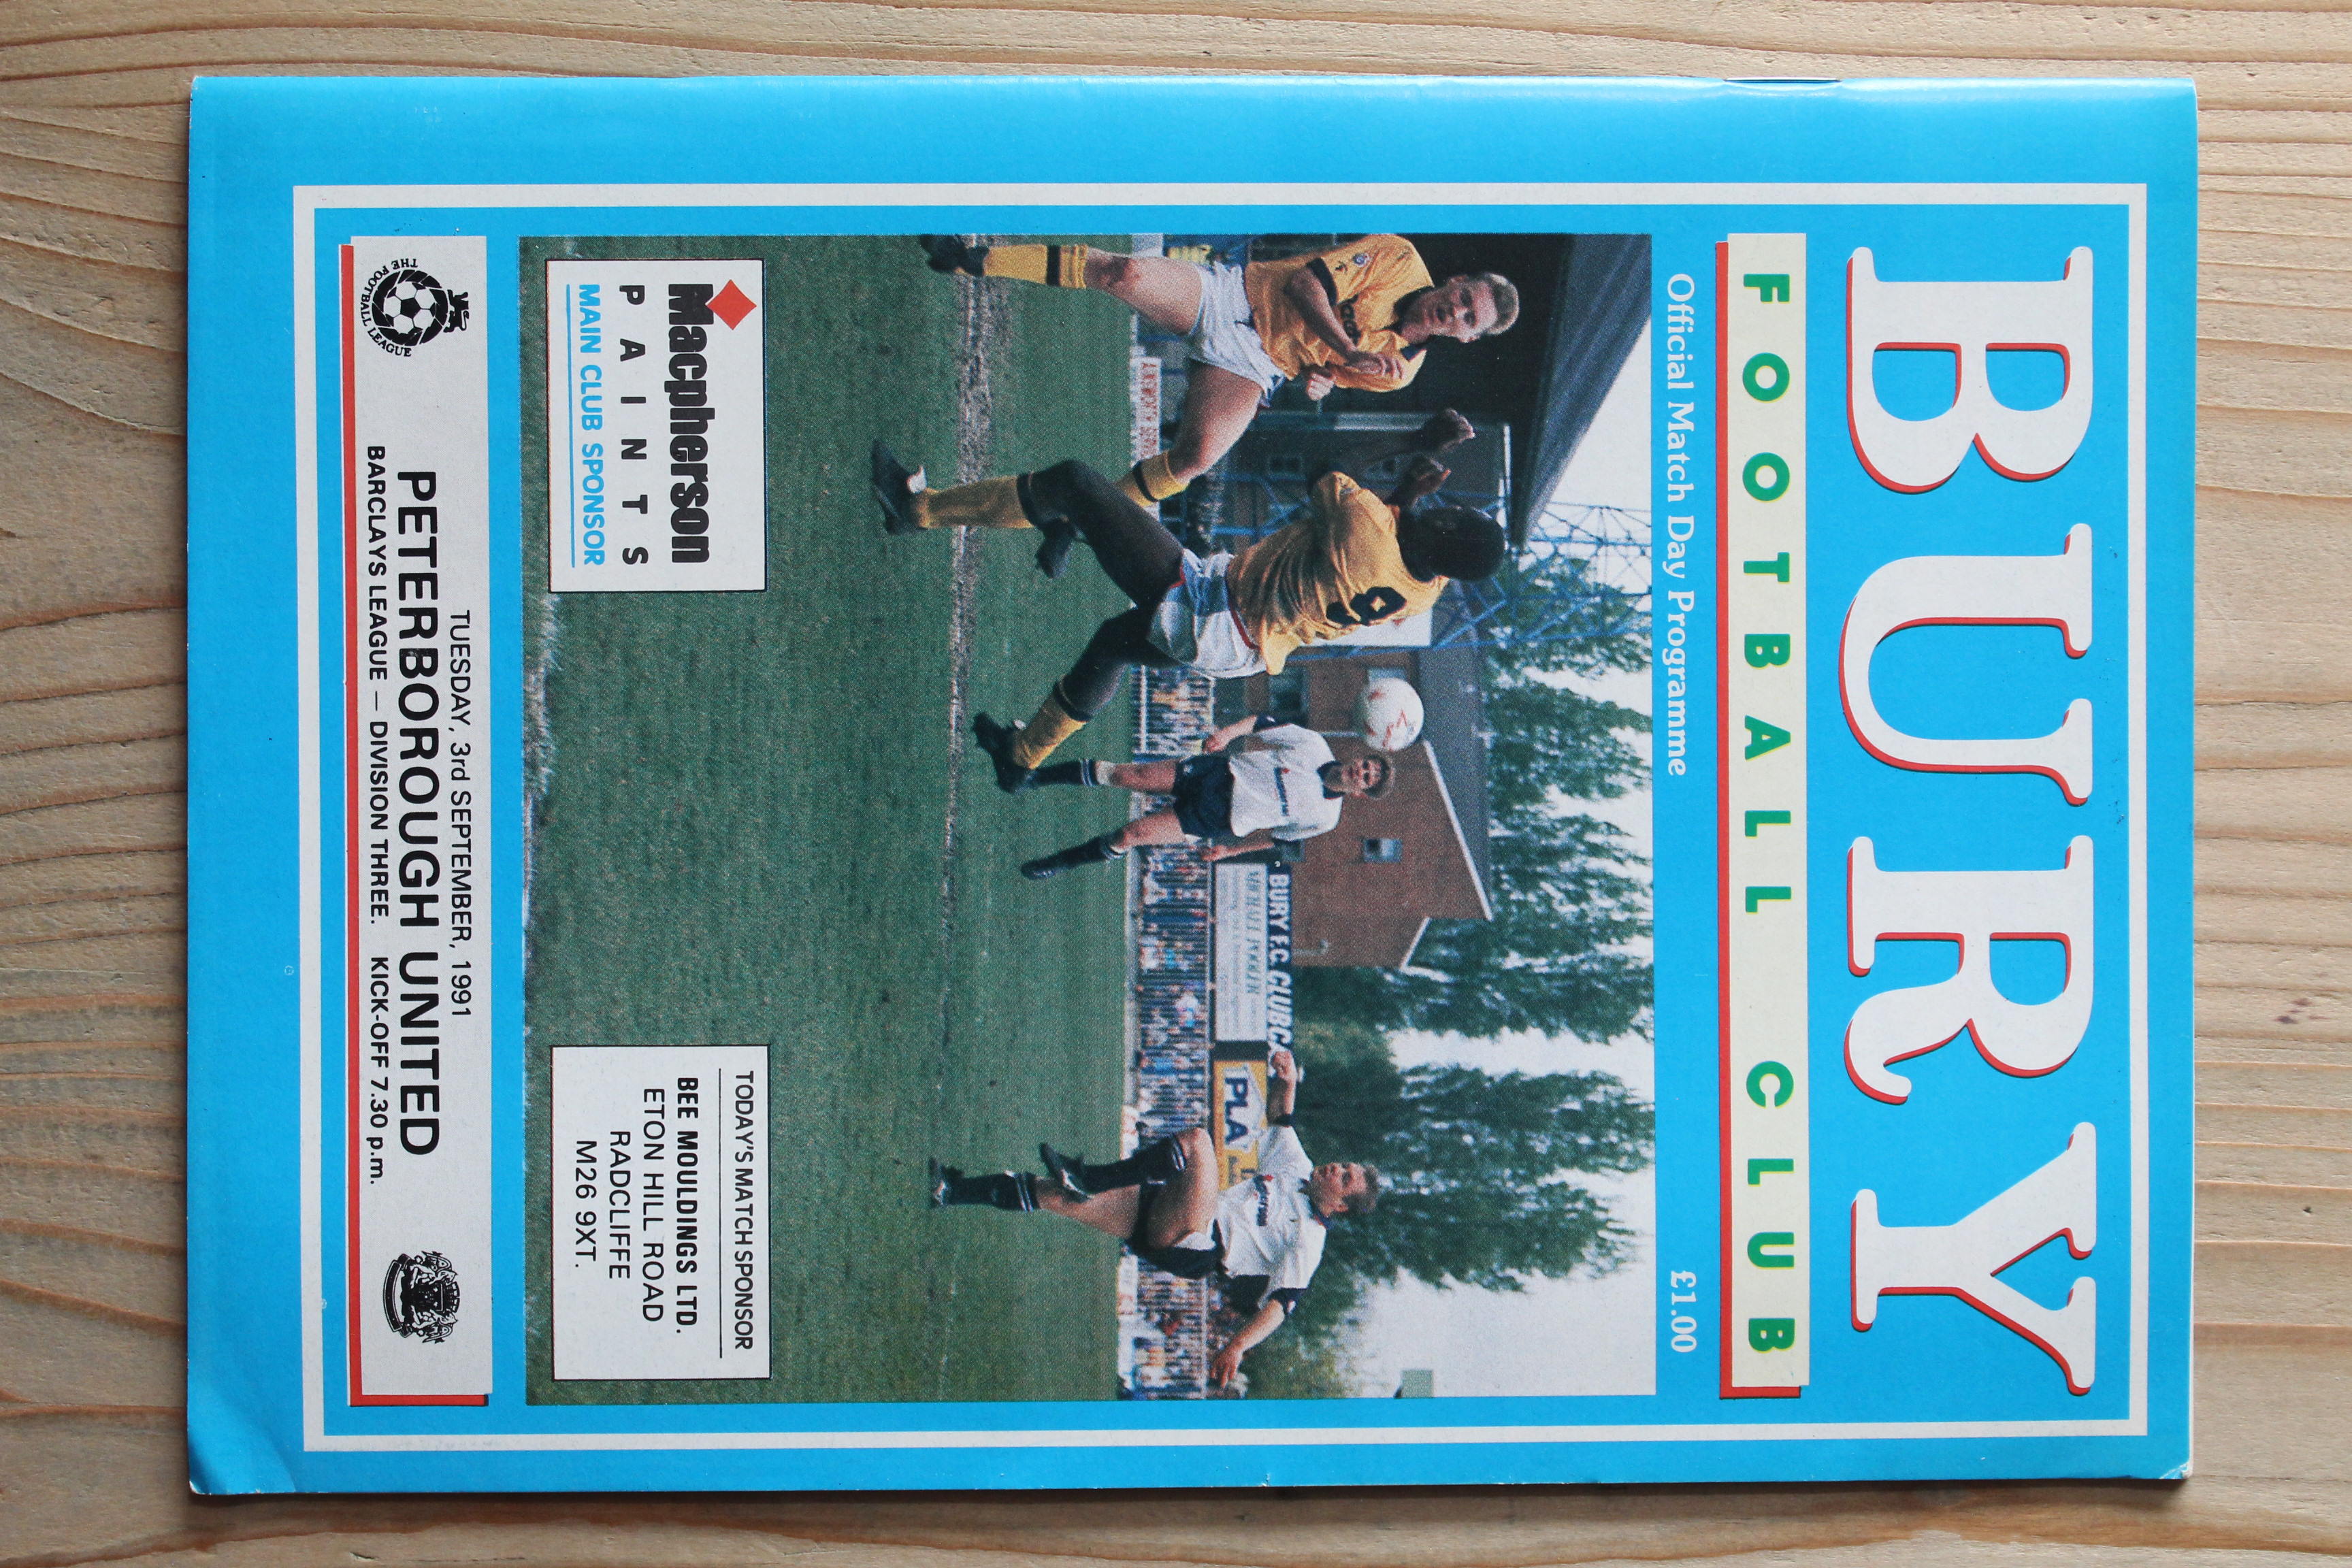 BURY
FOOTBALL CLUB
Official Match Day Programme £1.00
BURY F.C. CLUB
PLA
Macpherson
PAINTS
MAIN CLUB SPONSOR
TODAY'S MATCH SPONSOR
BEE MOULDINGS LTD.
ETON HILL ROAD
RADCLIFFE
M26 9XT.
THE FOOTBALL LEAGUE
TUESDAY, 3rd SEPTEMBER, 1991
PETERBOROUGH UNITED
BARCLAYS LEAGUE — DIVISION THREE. KICK-OFF 7.30 p.m.